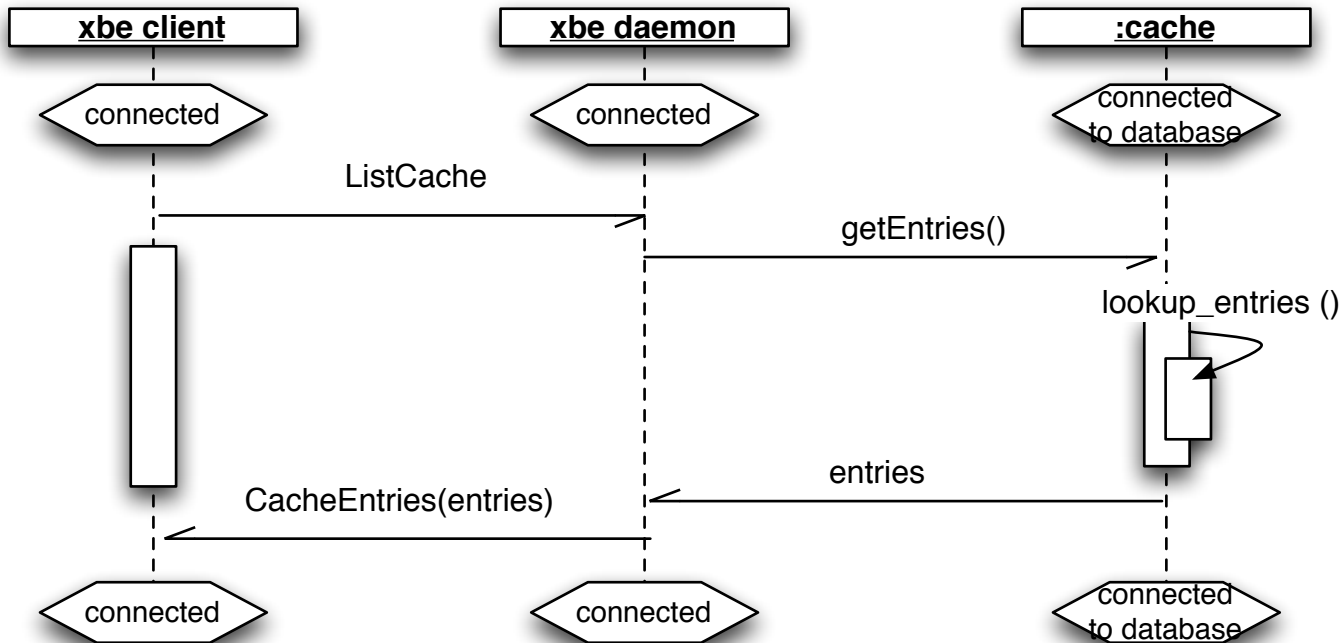 xbe client
xbe daemon
:cache
connected
connected
connected
to database
ListCache
getEntries()
lookup_entries ()
entries
CacheEntries(entries)
connected
connected
connected
to database